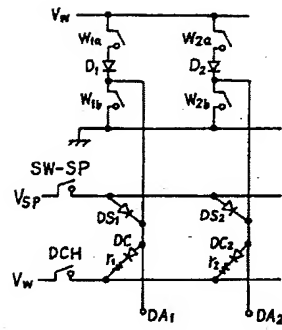 Vw
W1a
W2a
D1
D2
W1b
W2b
SW-SP
VSP
DS1
DS2
DCH
DC
DC2
Vw
r1
r2
DA1
DA2